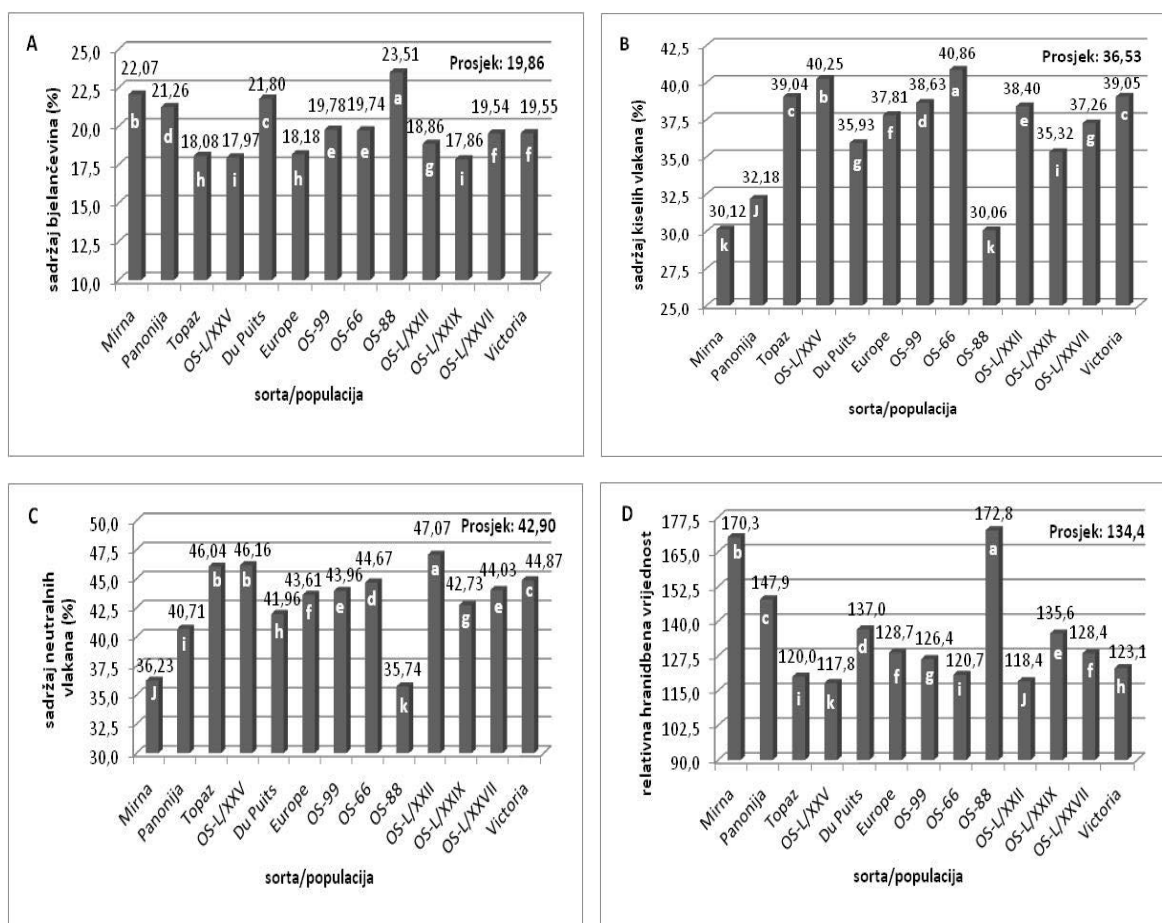 A
sadržaj bjelančevina (%)
25,0
22,5
20,0
17,5
15,0
12,5
10,0
Prosjek: 19,86
22,07
21,26
18,08
17,97
21,80
18,18
19,78
19,74
23,51
18,86
17,86
19,54
19,55
b
d
h
i
c
h
e
e
a
g
i
f
f
Mirna
Panonija
Topaz
OS-L/XXV
Du Puits
Europe
OS-99
OS-66
OS-88
OS-L/XXII
OS-L/XXIX
OS-L/XXVII
Victoria
sorta/populacija
B
sadržaj kiselih vlakana (%)
42,5
40,0
37,5
35,0
32,5
30,0
27,5
25,0
Prosjek: 36,53
30,12
32,18
39,04
40,25
35,93
37,81
38,63
40,86
30,06
38,40
35,32
37,26
39,05
k
J
c
b
g
f
d
a
k
e
i
g
c
Mirna
Panonija
Topaz
OS-L/XXV
Du Puits
Europe
OS-99
OS-66
OS-88
OS-L/XXII
OS-L/XXIX
OS-L/XXVII
Victoria
sorta/populacija
C
sadržaj neutralnih
vlakana (%)
50,0
47,5
45,0
42,5
40,0
37,5
35,0
32,5
30,0
Prosjek: 42,90
36,23
40,71
46,04
46,16
41,96
43,61
43,96
44,67
35,74
47,07
42,73
44,03
44,87
J
i
b
b
h
f
e
d
k
a
g
e
c
Mirna
Panonija
Topaz
OS-L/XXV
Du Puits
Europe
OS-99
OS-66
OS-88
OS-L/XXII
OS-L/XXIX
OS-L/XXVII
Victoria
sorta/populacija
D
relativna hranidbena vrijednost
177,5
165,0
152,5
140,0
127,5
115,0
102,5
90,0
Prosjek: 134,4
170,3
147,9
120,0
117,8
137,0
128,7
126,4
120,7
172,8
118,4
135,6
128,4
123,1
b
c
i
k
d
f
g
i
a
J
e
f
h
Mirna
Panonija
Topaz
OS-L/XXV
Du Puits
Europe
OS-99
OS-66
OS-88
OS-L/XXII
OS-L/XXIX
OS-L/XXVII
Victoria
sorta/populacija